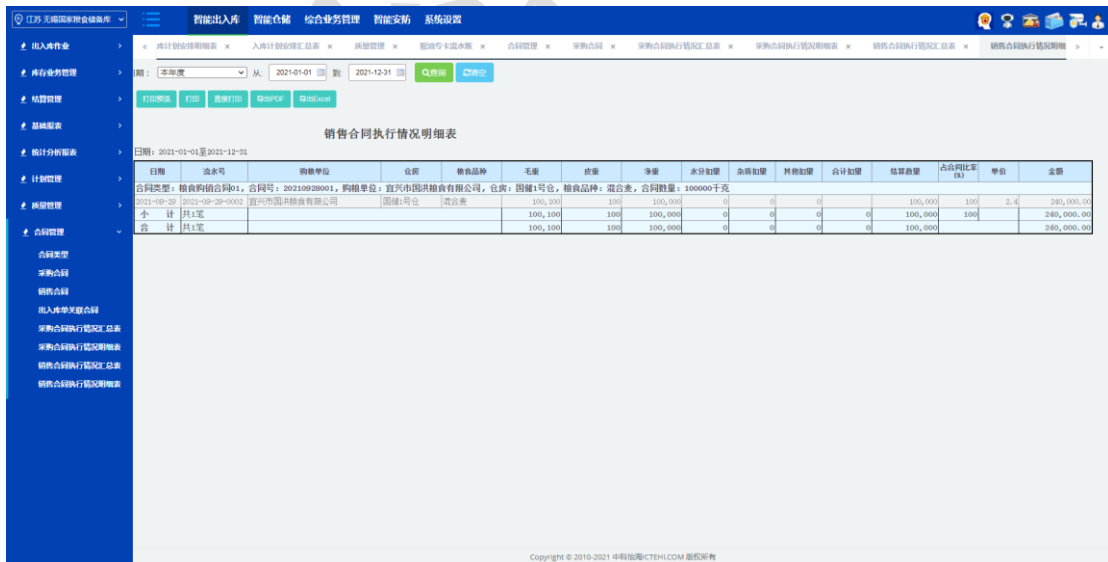 江苏 无锡国家粮食储备库
智能出入库 智能仓储 综合业务管理 智能安防 系统设置
出入库作业
库存业务管理
结算管理
基础报表
统计分析报表
计划管理
质量管理
合同管理
合同类型
采购合同
销售合同
出入库单关联合同
采购合同执行情况汇总表
采购合同执行情况明细表
销售合同执行情况汇总表
销售合同执行情况明细表
« 库计划安排明细表 × 入库计划安排汇总表 × 质量管理 × 合同管理 × 采购合同 × 采购合同执行情况汇总表 × 采购合同执行情况明细表 × 销售合同执行情况汇总表 × 销售合同执行情况明细 »
期: 本年度 从: 2021-01-01 到: 2021-12-31 查询 清空
打印预览 打印 直接打印 导出PDF 导出Excel
销售合同执行情况明细表
日期: 2021-01-01至2021-12-31
日期 流水号 购粮单位 仓房 粮食品种 毛重 皮重 净重 水分扣量 杂质扣量 其他扣量 合计扣量 结算数量 占合同比率(%) 单价 金额
合同类型: 粮食购销合同01, 合同号: 20210928001, 购粮单位: 宜兴市国洪粮食有限公司, 仓房: 国储1号仓, 粮食品种: 混合麦, 合同数量: 100000千克
2021-09-29 2021-09-29-0002 宜兴市国洪粮食有限公司 国储1号仓 混合麦 100,100 100 100,000 0 0 0 100,000 100 2.4 240,000.00
小 计 共1笔 100,100 100 100,000 0 0 0 0 100,000 100 240,000.00
合 计 共1笔 100,100 100 100,000 0 0 0 0 100,000 240,000.00
Copyright © 2010-2021 中科怡海ICTEHI.COM 版权所有